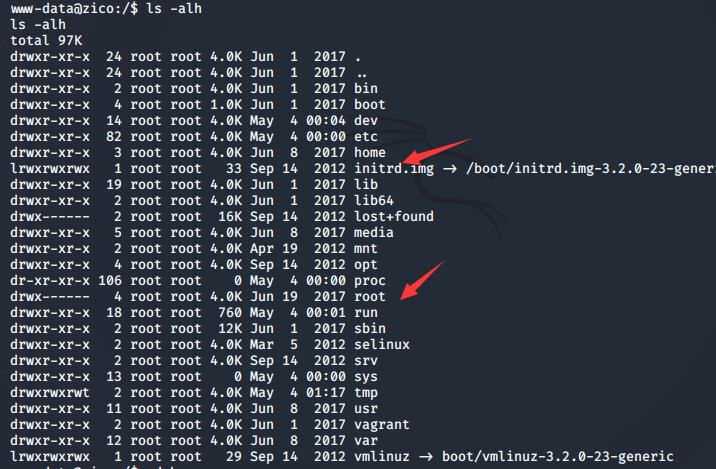 www-data@zico:/$ ls -alh
ls -alh
total 97K
drwxr-xr-x  24 root root 4.0K Jun  1  2017 .
drwxr-xr-x  24 root root 4.0K Jun  1  2017 ..
drwxr-xr-x   2 root root 4.0K Jun  1  2017 bin
drwxr-xr-x   4 root root 1.0K Jun  1  2017 boot
drwxr-xr-x  14 root root 4.0K May  4 00:04 dev
drwxr-xr-x  82 root root 4.0K May  4 00:00 etc
drwxr-xr-x   3 root root 4.0K Jun  8  2017 home
lrwxrwxrwx   1 root root   33 Sep 14  2012 initrd.img → /boot/initrd.img-3.2.0-23-generi
drwxr-xr-x  19 root root 4.0K Jun  1  2017 lib
drwxr-xr-x   2 root root 4.0K Jun  1  2017 lib64
drwx------   2 root root  16K Sep 14  2012 lost+found
drwxr-xr-x   5 root root 4.0K Jun  8  2017 media
drwxr-xr-x   2 root root 4.0K Apr 19  2012 mnt
drwxr-xr-x   4 root root 4.0K Sep 14  2012 opt
dr-xr-xr-x 106 root root    0 May  4 00:00 proc
drwx------   4 root root 4.0K Jun 19  2017 root
drwxr-xr-x  18 root root  760 May  4 00:01 run
drwxr-xr-x   2 root root  12K Jun  1  2017 sbin
drwxr-xr-x   2 root root 4.0K Mar  5  2012 selinux
drwxr-xr-x   2 root root 4.0K Sep 14  2012 srv
drwxr-xr-x  13 root root    0 May  4 00:00 sys
drwxrwxrwt   2 root root 4.0K May  4 01:17 tmp
drwxr-xr-x  11 root root 4.0K Jun  8  2017 usr
drwxr-xr-x   2 root root 4.0K Jun  1  2017 vagrant
drwxr-xr-x  12 root root 4.0K Jun  8  2017 var
lrwxrwxrwx   1 root root   29 Sep 14  2012 vmlinuz → boot/vmlinuz-3.2.0-23-generic